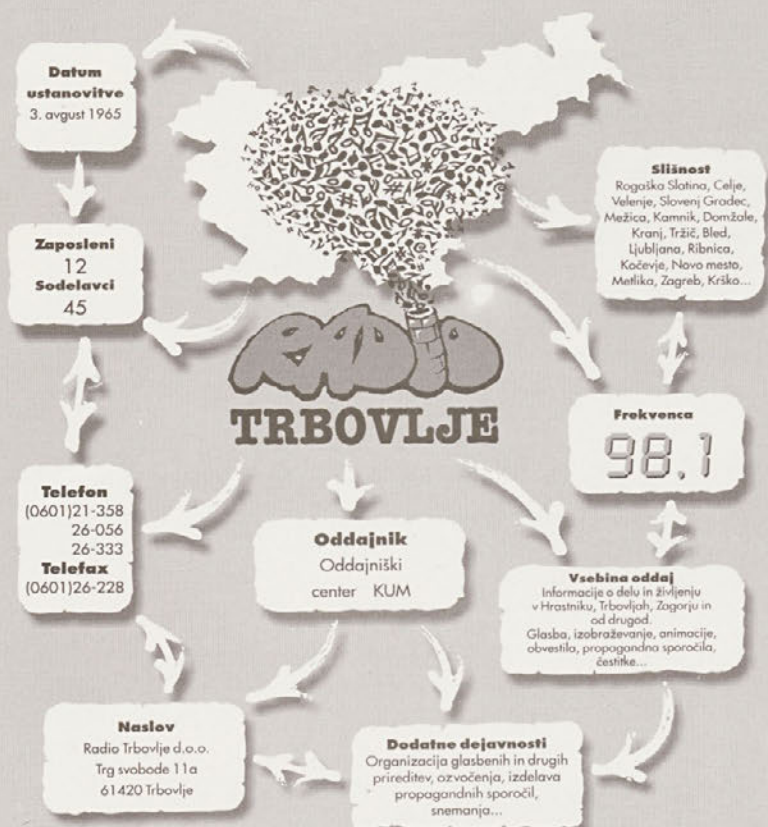 Datum
ustanovitve
3. avgust 1965
Slišnost
Rogaška Slatina, Celje,
Velenje, Slovenj Gradec,
Mežica, Kamnik, Domžale,
Kranj, Tržič, Bled,
Ljubljana, Ribnica,
Kočevje, Novo mesto,
Metlika, Zagreb, Krško...
Zaposleni
12
Sodelavci
45
RADIO
TRBOVLJE
Frekvenca
98.1
Telefon
(0601)21-358
26-056
26-333
Telefax
(0601)26-228
Oddajnik
Oddajniški
center KUM
Vsebina oddaj
Informacije o delu in življenju
v Hrastniku, Trbovljah, Zagorju in
od drugod.
Glasba, izobraževanje, animacije,
obvestila, propagandna sporočila,
čestitke...
Naslov
Radio Trbovlje d.o.o.
Trg svobode 11a
61420 Trbovlje
Dodatne dejavnosti
Organizacija glasbenih in drugih
prireditev, ozvočenja, izdelava
propagandnih sporočil,
snemanja...